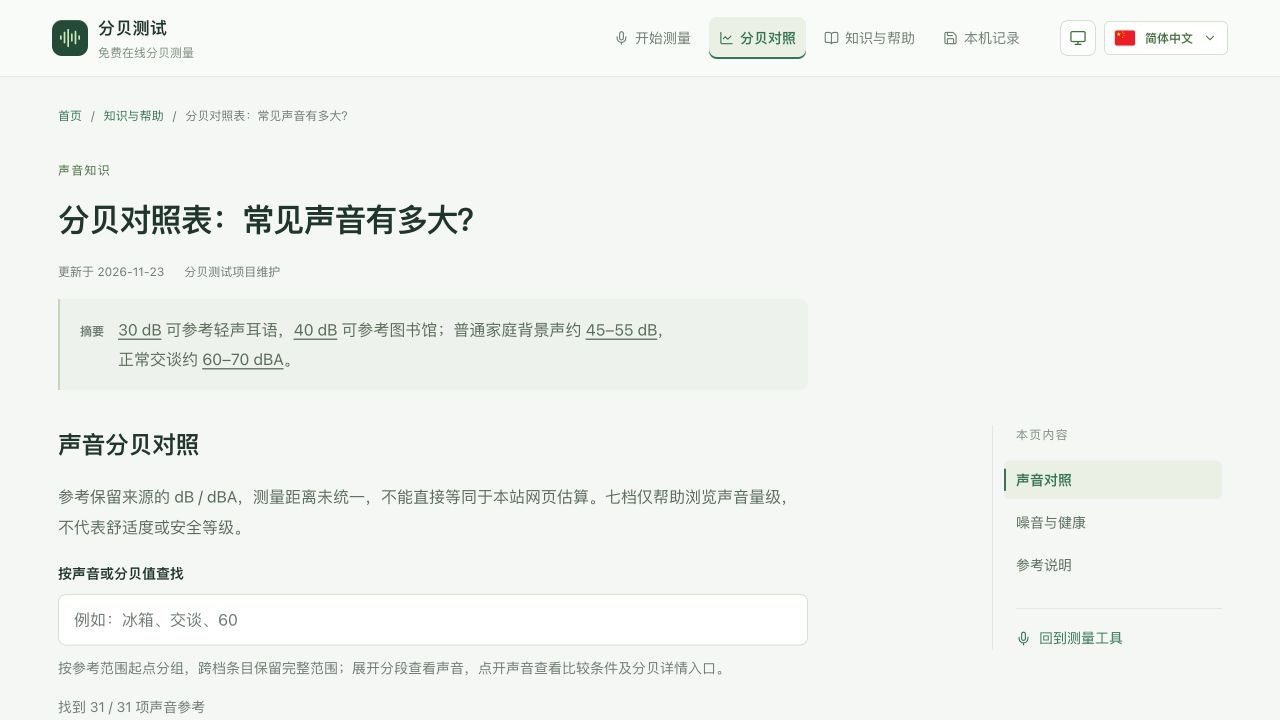 分贝测试
免费在线分贝测量
开始测量
分贝对照
知识与帮助
本机记录
简体中文
首页 / 知识与帮助 / 分贝对照表：常见声音有多大？
声音知识
分贝对照表：常见声音有多大？
更新于 2026-11-23 分贝测试项目维护
摘要
30 dB 可参考轻声耳语，40 dB 可参考图书馆；普通家庭背景声约 45–55 dB，
正常交谈约 60–70 dBA。
声音分贝对照
参考保留来源的 dB / dBA，测量距离未统一，不能直接等同于本站网页估算。七档仅帮助浏览声音量级，
不代表舒适度或安全等级。
按声音或分贝值查找
例如：冰箱、交谈、60
按参考范围起点分组，跨档条目保留完整范围；展开分段查看声音，点开声音查看比较条件及分贝详情入口。
找到 31 / 31 项声音参考
本页内容
声音对照
噪音与健康
参考说明
回到测量工具